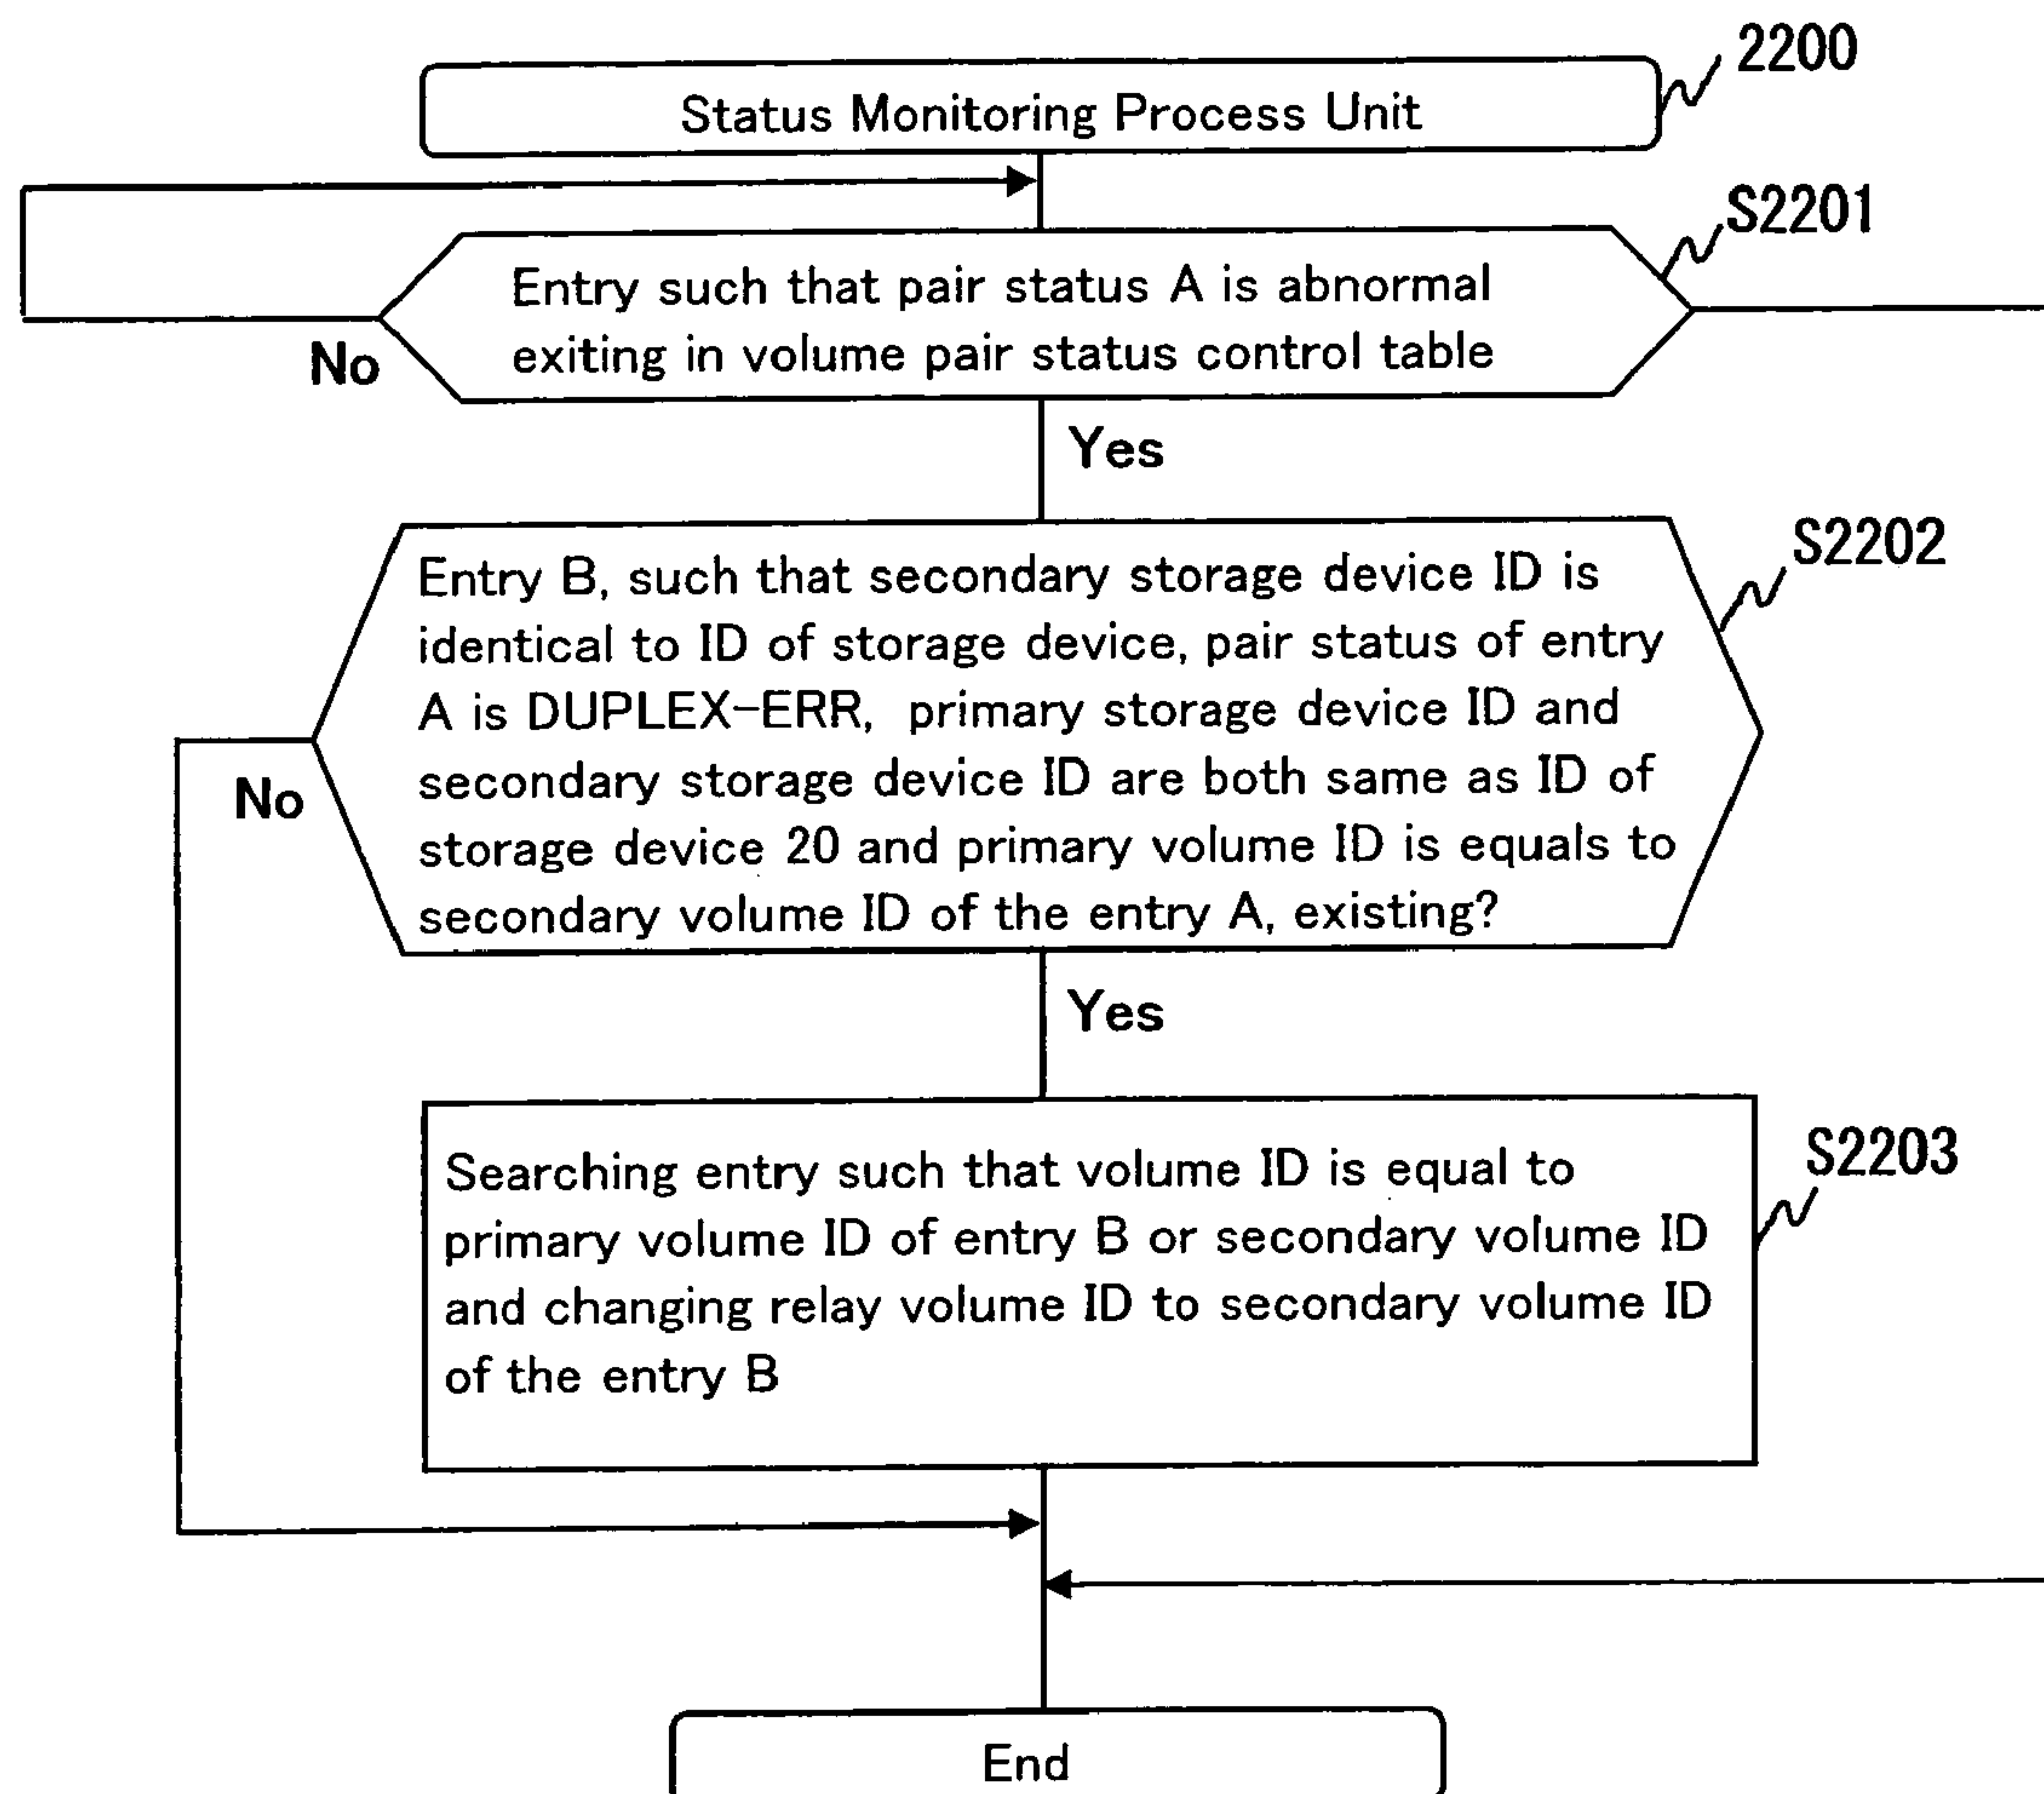 2200
Status Monitoring Process Unit
S2201
Entry such that pair status A is abnormal
exiting in volume pair status control table
No
Yes
S2202
Entry B, such that secondary storage device ID is
identical to ID of storage device, pair status of entry
A is DUPLEX-ERR, primary storage device ID and
secondary storage device ID are both same as ID of
storage device 20 and primary volume ID is equals to
secondary volume ID of the entry A, existing?
No
Yes
S2203
Searching entry such that volume ID is equal to
primary volume ID of entry B or secondary volume ID
and changing relay volume ID to secondary volume ID
of the entry B
End